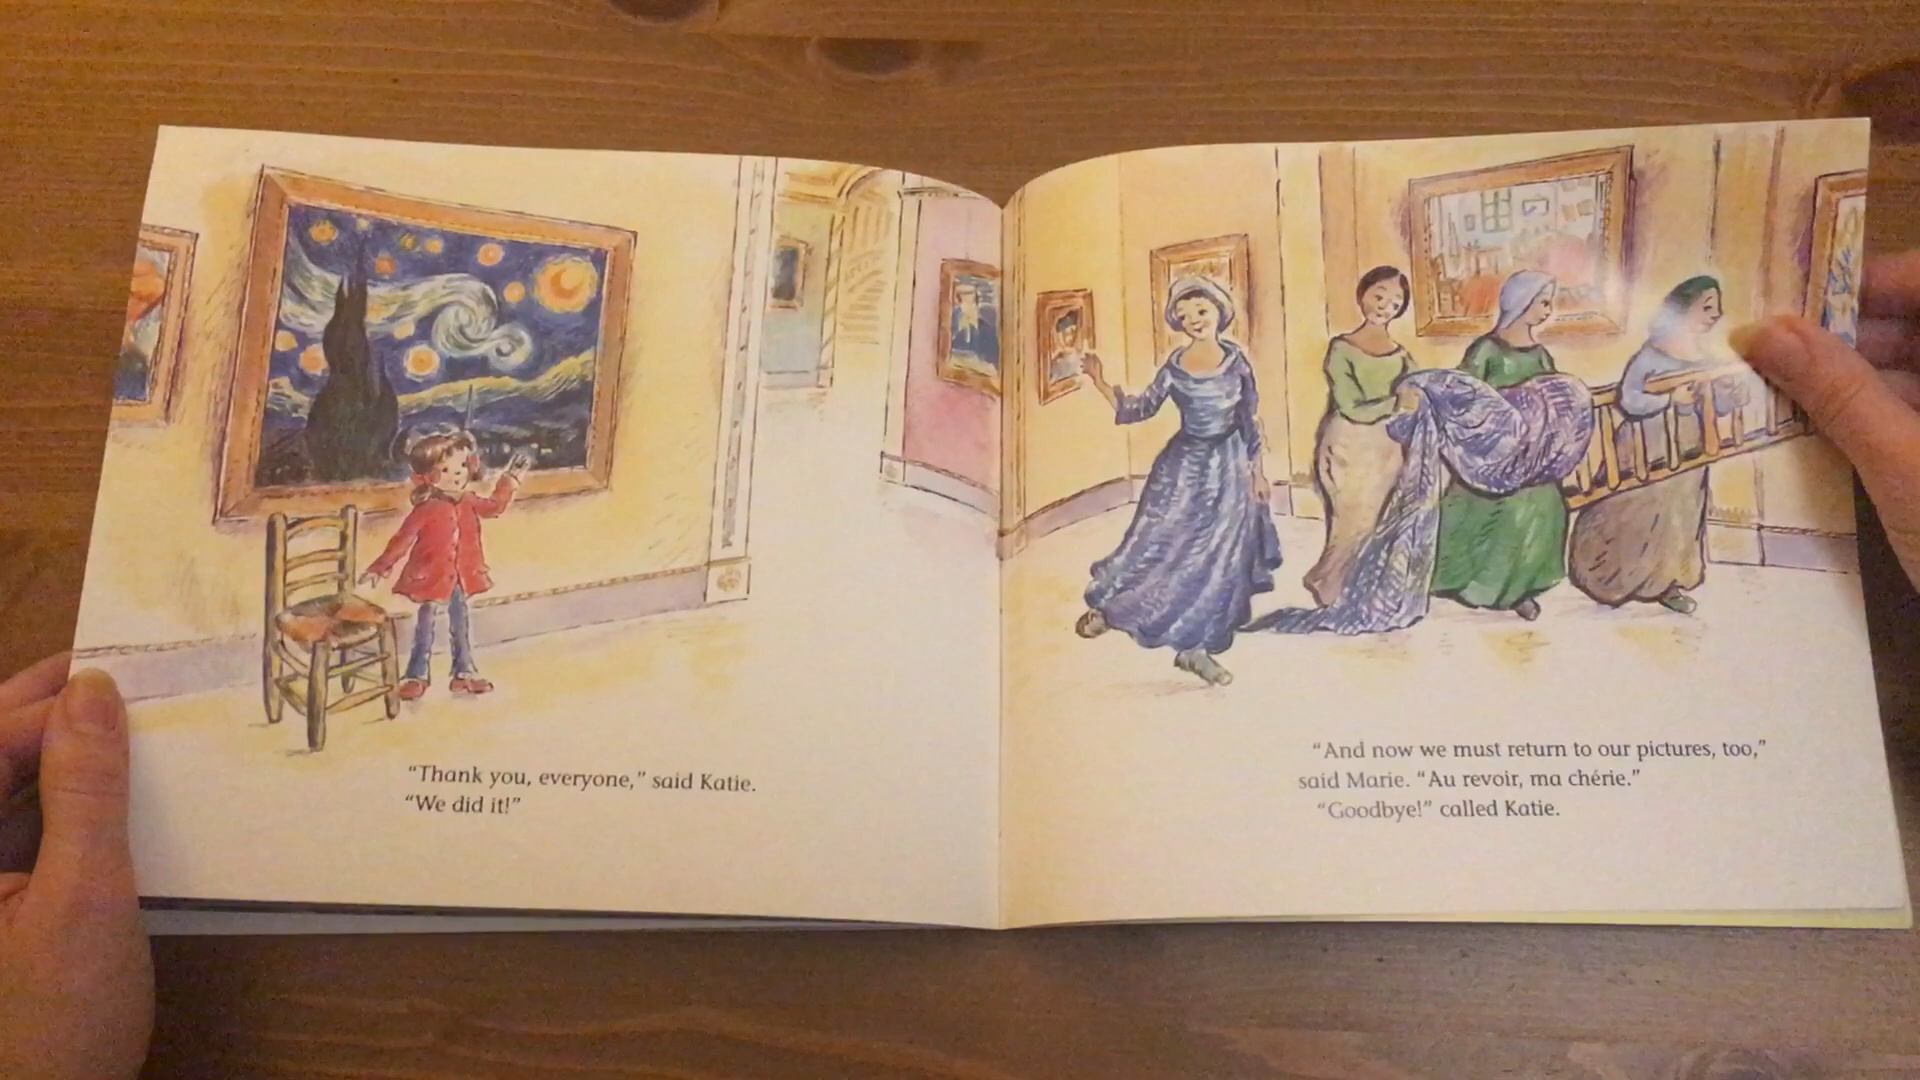 “Thank you, everyone,” said Katie.
“We did it!”
“And now we must return to our pictures, too,”
said Marie. “Au revoir, ma chérie.”
“Goodbye!” called Katie.